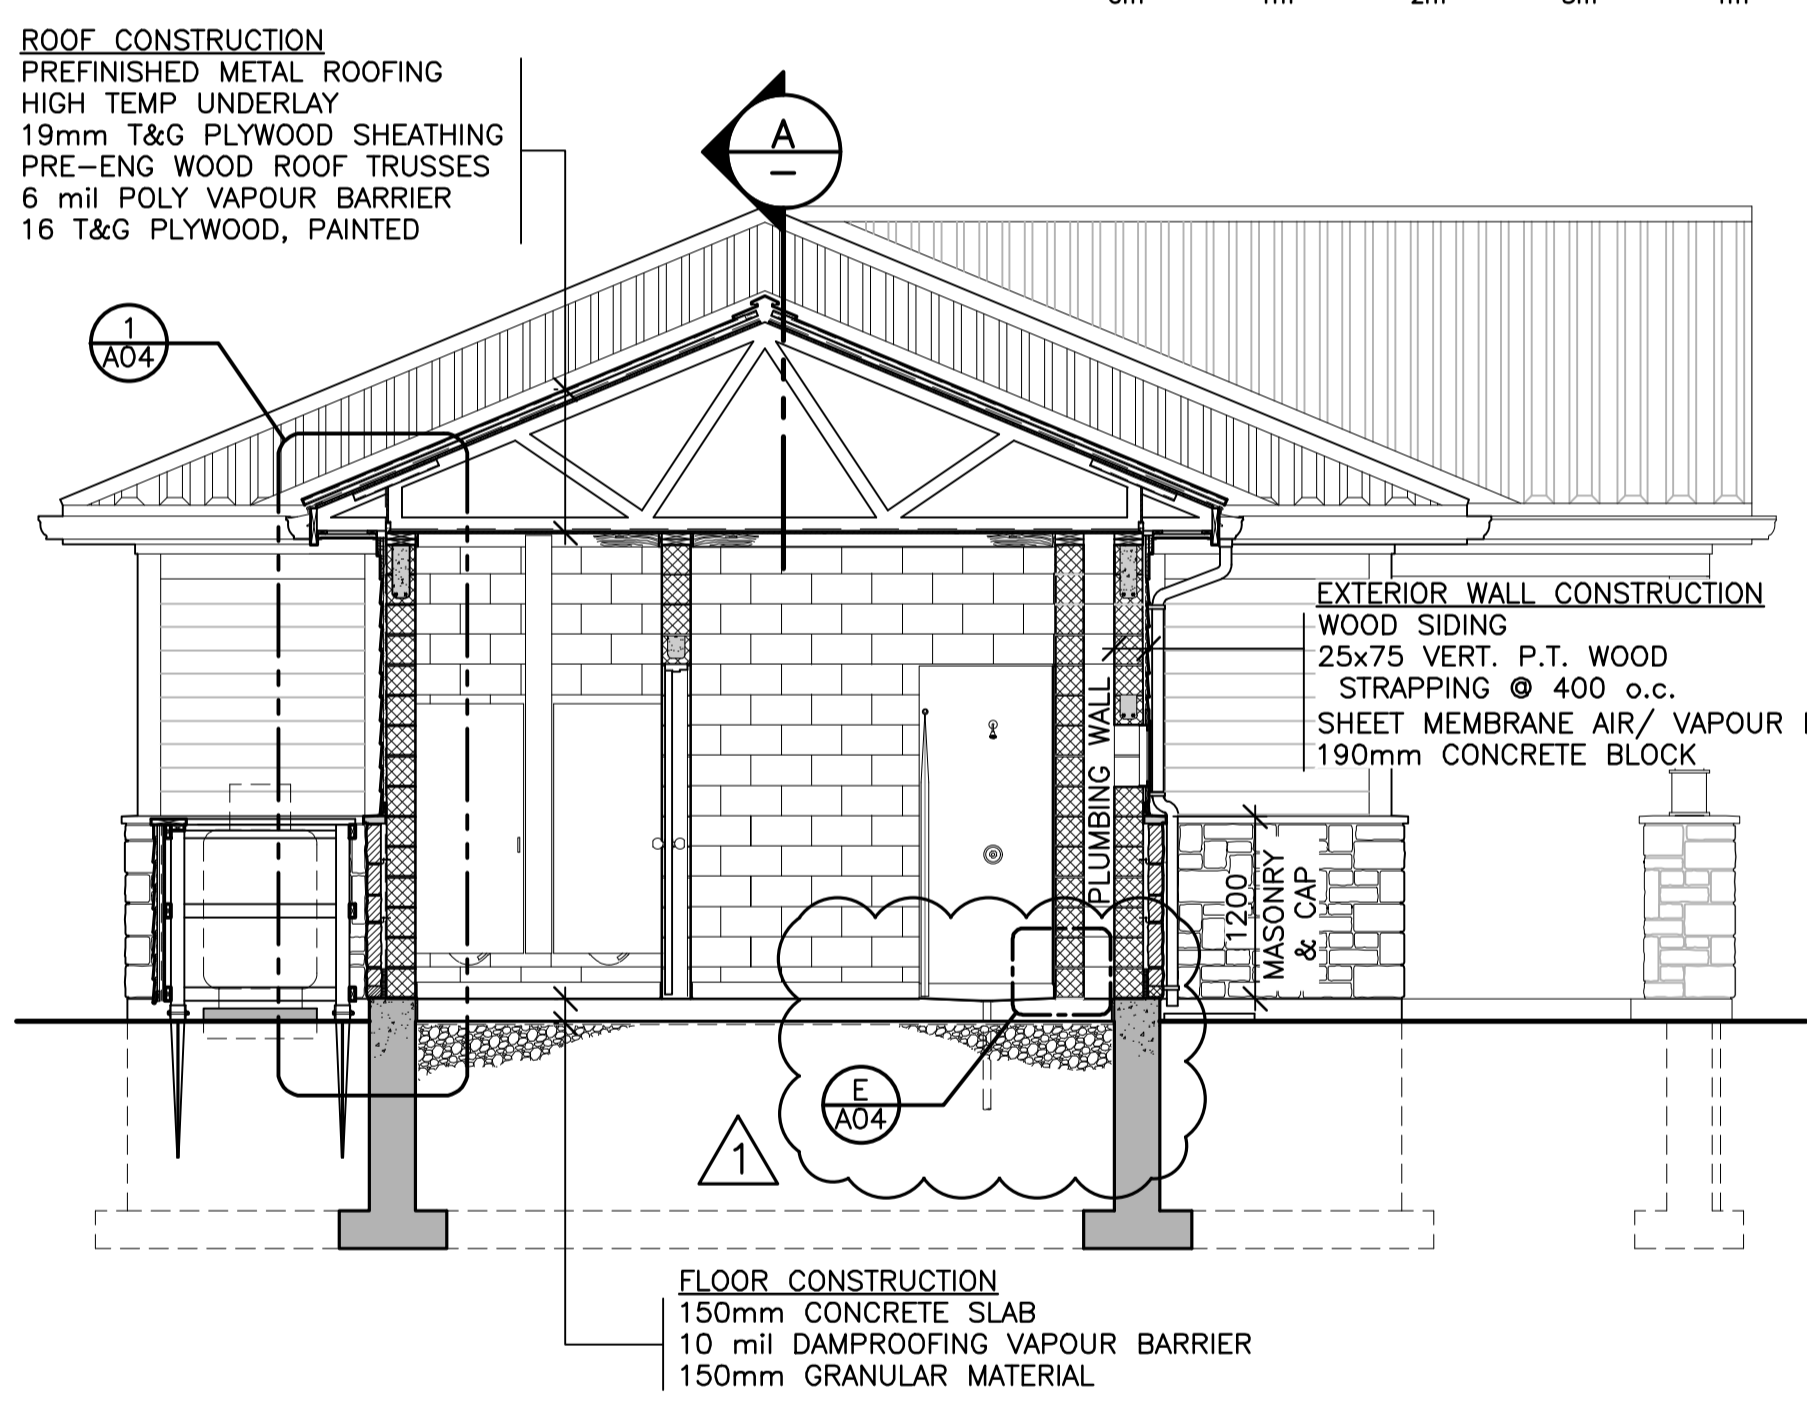 ROOF CONSTRUCTION
PREFINISHED METAL ROOFING
HIGH TEMP UNDERLAY
19mm T&G PLYWOOD SHEATHING
PRE-ENG WOOD ROOF TRUSSES
6 mil POLY VAPOUR BARRIER
16 T&G PLYWOOD, PAINTED
A
-
1
A04
EXTERIOR WALL CONSTRUCTION
WOOD SIDING
25x75 VERT. P.T. WOOD
STRAPPING @ 400 o.c.
SHEET MEMBRANE AIR/ VAPOUR
190mm CONCRETE BLOCK
PLUMBING WALL
1200
MASONRY
& CAP
E
A04
1
FLOOR CONSTRUCTION
150mm CONCRETE SLAB
10 mil DAMPROOFING VAPOUR BARRIER
150mm GRANULAR MATERIAL